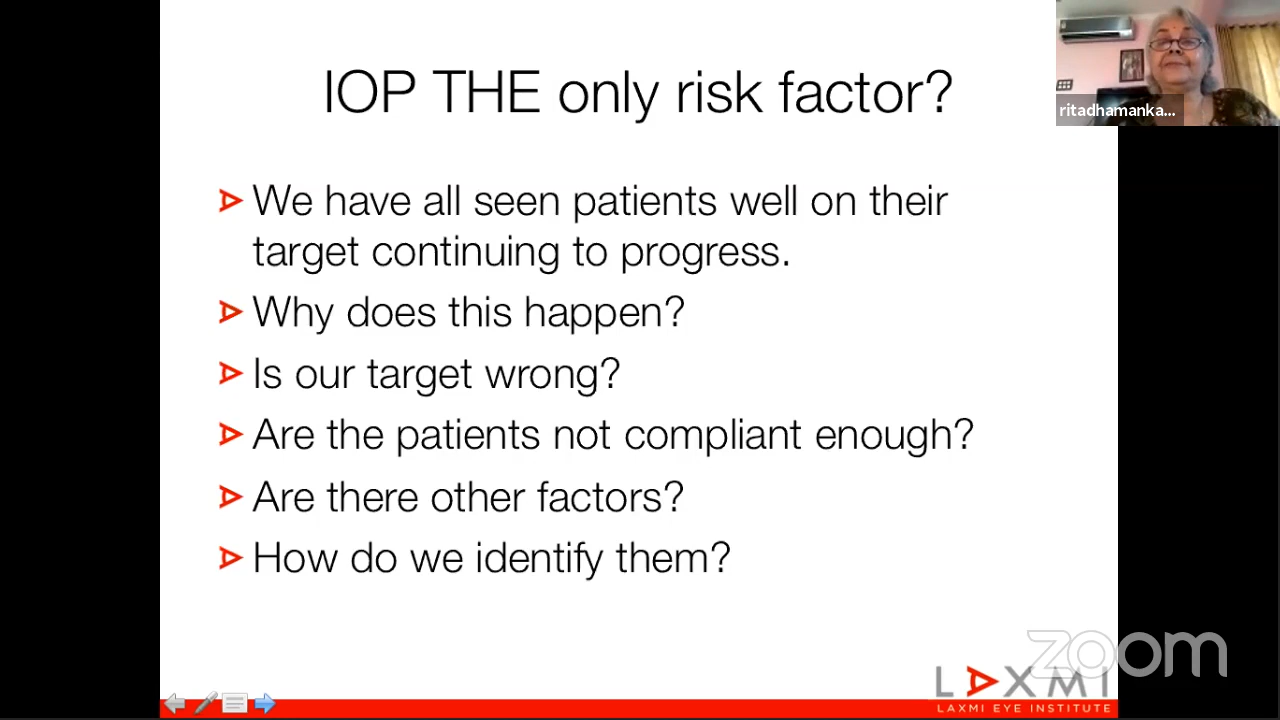 IOP THE only risk factor?
ritadhamanka...
We have all seen patients well on their
target continuing to progress.
Why does this happen?
Is our target wrong?
Are the patients not compliant enough?
Are there other factors?
How do we identify them?
zoom
LAXMI
LAXMI EYE INSTITUTE